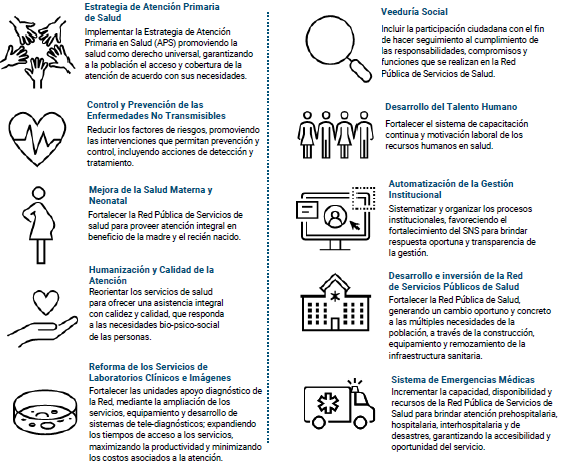 Estrategia de Atención Primaria
de Salud
Implementar la Estrategia de Atención
Primaria en Salud (APS) promoviendo la
salud como derecho universal, garantizando
a la población el acceso y cobertura de la
atención de acuerdo con sus necesidades.
Control y Prevención de las
Enfermedades No Transmisibles
Reducir los factores de riesgos, promoviendo
las intervenciones que permitan prevención y
control, incluyendo acciones de detección y
tratamiento.
Mejora de la Salud Materna y
Neonatal
Fortalecer la Red Pública de Servicios de
salud para proveer atención integral en
beneficio de la madre y el recién nacido.
Humanización y Calidad de la
Atención
Reorientar los servicios de salud
para ofrecer una asistencia integral
con calidez y calidad, que responda
a las necesidades bio-psico-social
de las personas.
Reforma de los Servicios de
Laboratorios Clínicos e Imágenes
Fortalecer las unidades apoyo diagnóstico de
la Red, mediante la ampliación de los
servicios, equipamiento y desarrollo de
sistemas de tele-diagnósticos; expandiendo
los tiempos de acceso a los servicios,
maximizando la productividad y minimizando
los costos asociados a la atención.
Veeduría Social
Incluir la participación ciudadana con el fin
de hacer seguimiento al cumplimiento de
las responsabilidades, compromisos y
funciones que se realizan en la Red
Pública de Servicios de Salud.
Desarrollo del Talento Humano
Fortalecer el sistema de capacitación
continua y motivación laboral de los
recursos humanos en salud.
Automatización de la Gestión
Institucional
Sistematizar y organizar los procesos
institucionales, favoreciendo el
fortalecimiento del SNS para brindar
respuesta oportuna y transparencia de
la gestión.
Desarrollo e inversión de la Red
de Servicios Públicos de Salud
Fortalecer la Red Pública de Salud,
generando un cambio oportuno y concreto
a las múltiples necesidades de la
población, a través de la construcción,
equipamiento y remozamiento de la
infraestructura sanitaria.
Sistema de Emergencias Médicas
Incrementar la capacidad, disponibilidad y
recursos de la Red Pública de Servicios de
Salud para brindar atención prehospitalaria,
hospitalaria, interhospitalaria y de
desastres, garantizando la accesibilidad y
oportunidad del servicio.